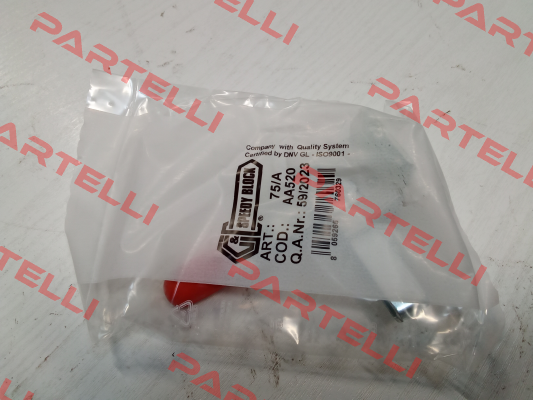 Company with Quality System
Certified by DNV GL - ISO9001 -
G&L SPEEDY BLOCK ®
ART.: 75/A
COD.: AA520
Q.A.Nr.: 59/2023
760029
PARTELLI
PARTELLI
PARTELLI
PARTELLI
PARTELLI
PARTELLI
PARTELLI